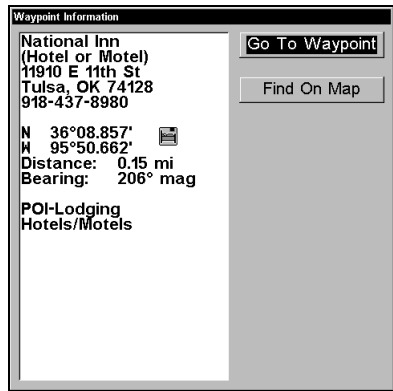 Waypoint Information
National Inn
(Hotel or Motel)
11910 E 11th St
Tulsa, OK 74128
918-437-8980
N 36°08.857'
W 95°50.662'
Distance: 0.15 mi
Bearing: 206° mag
POI-Lodging
Hotels/Motels
Go To Waypoint
Find On Map